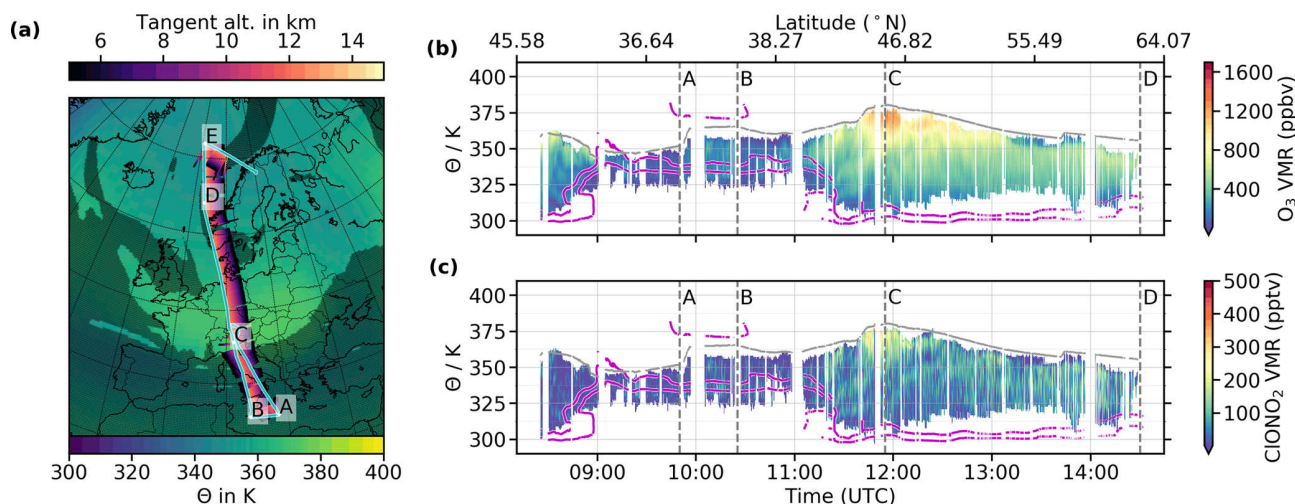 (a)
Tangent alt. in km
6 8 10 12 14
E
D
C
B
A
300 320 340 360 380 400
Θ in K
Latitude (°N)
45.58 36.64 38.27 46.82 55.49 64.07
(b)
400
375
350
325
300
Θ / K
A B C D
1600
1200
800
400
O₃ VMR (ppbv)
(c)
400
375
350
325
300
Θ / K
A B C D
500
400
300
200
100
ClONO₂ VMR (pptv)
09:00 10:00 11:00 12:00 13:00 14:00
Time (UTC)